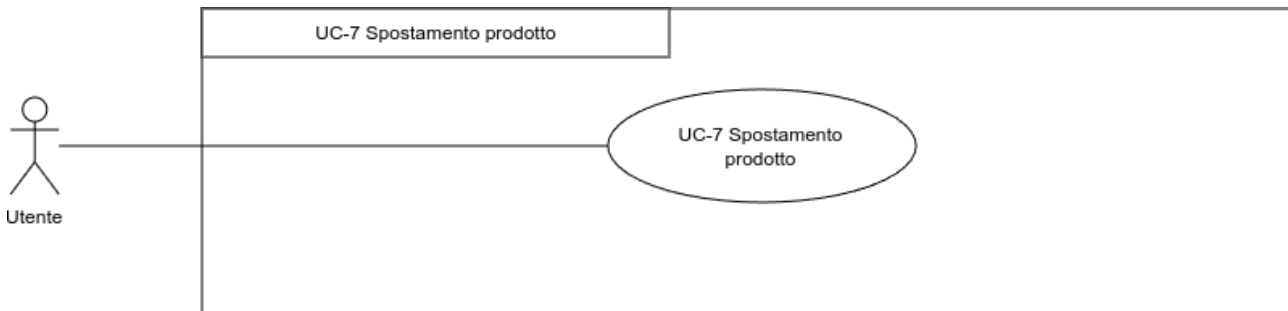 UC-7 Spostamento prodotto
UC-7 Spostamento
prodotto
Utente